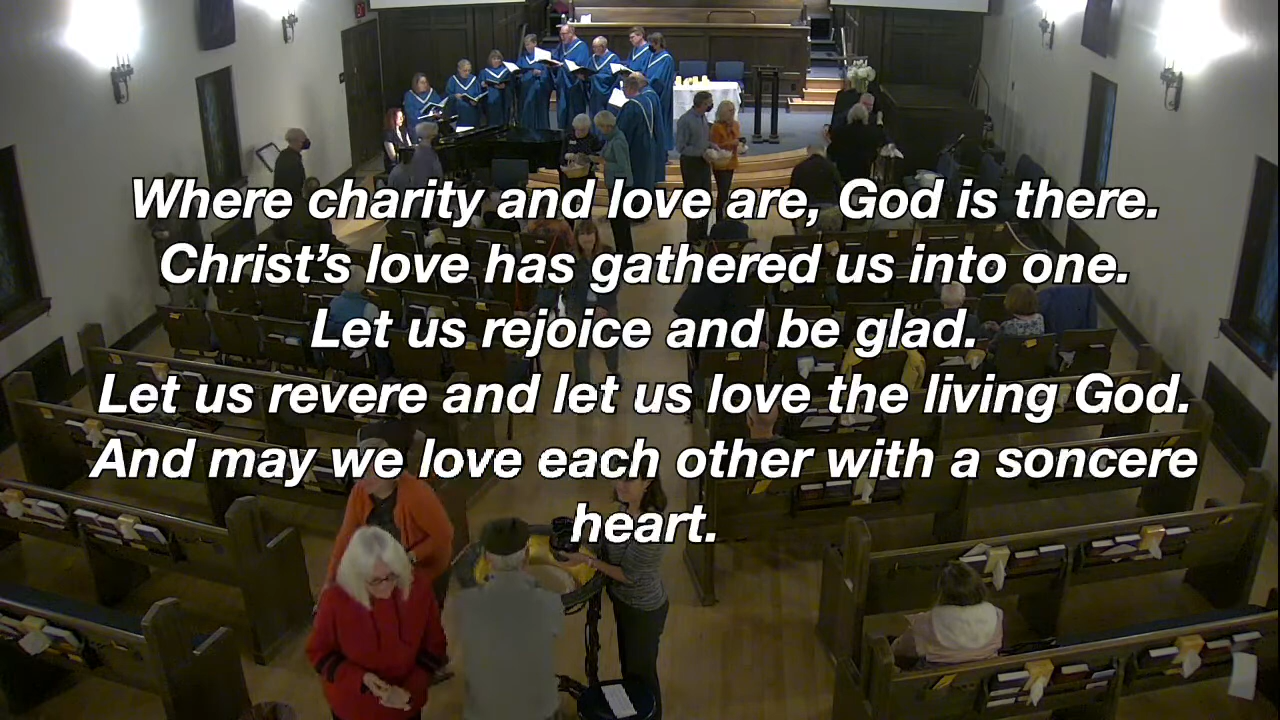 Where charity and love are, God is there.
Christ’s love has gathered us into one.
Let us rejoice and be glad.
Let us revere and let us love the living God.
And may we love each other with a soncere
heart.